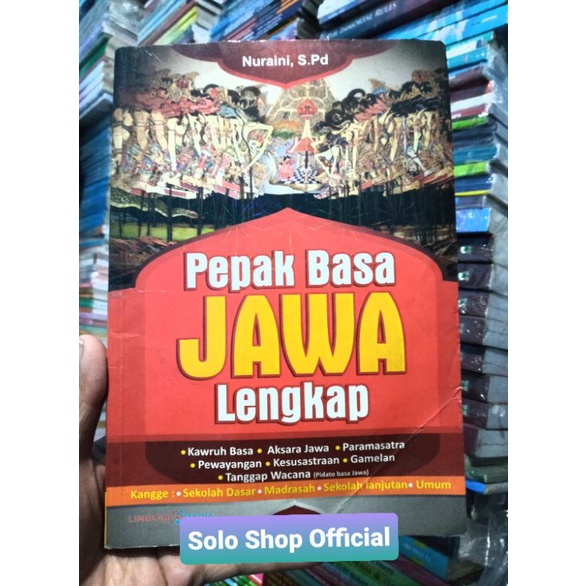 Nuraini, S.Pd
Pepak Basa
JAWA
Lengkap
• Kawruh Basa • Aksara Jawa • Paramasatra
• Pewayangan • Kesusastraan • Gamelan
• Tanggap Wacana (Pidato basa Jawa)
Kangge : • Sekolah Dasar • Madrasah • Sekolah lanjutan • Umum
Solo Shop Official